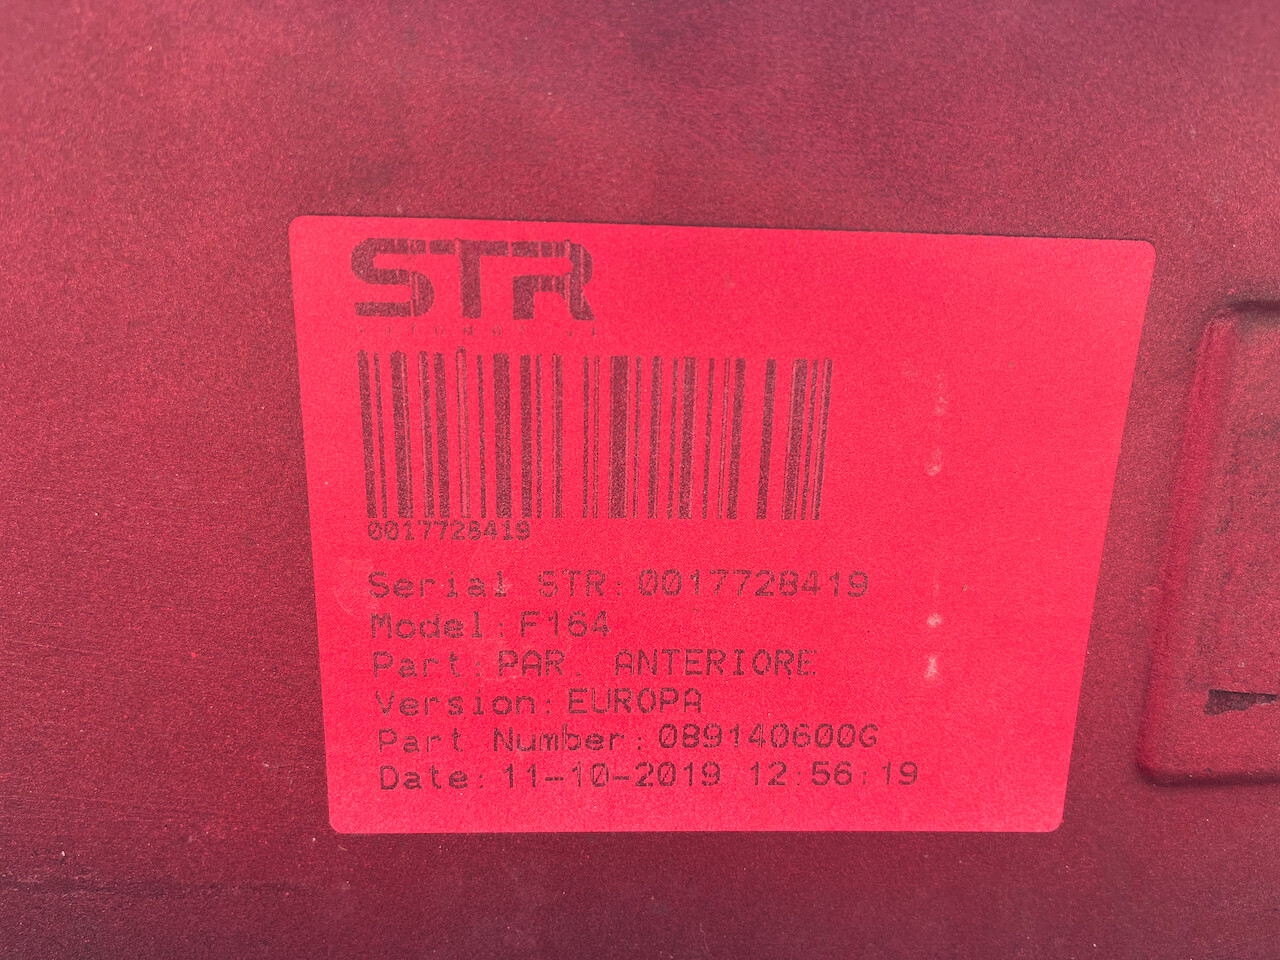 STR
0017728419
Serial STR: 0017728419
Model: F164
Part: PAR. ANTERIORE
Version: EUROPA
Part Number: 089140600G
Date: 11-10-2019 12:56:19